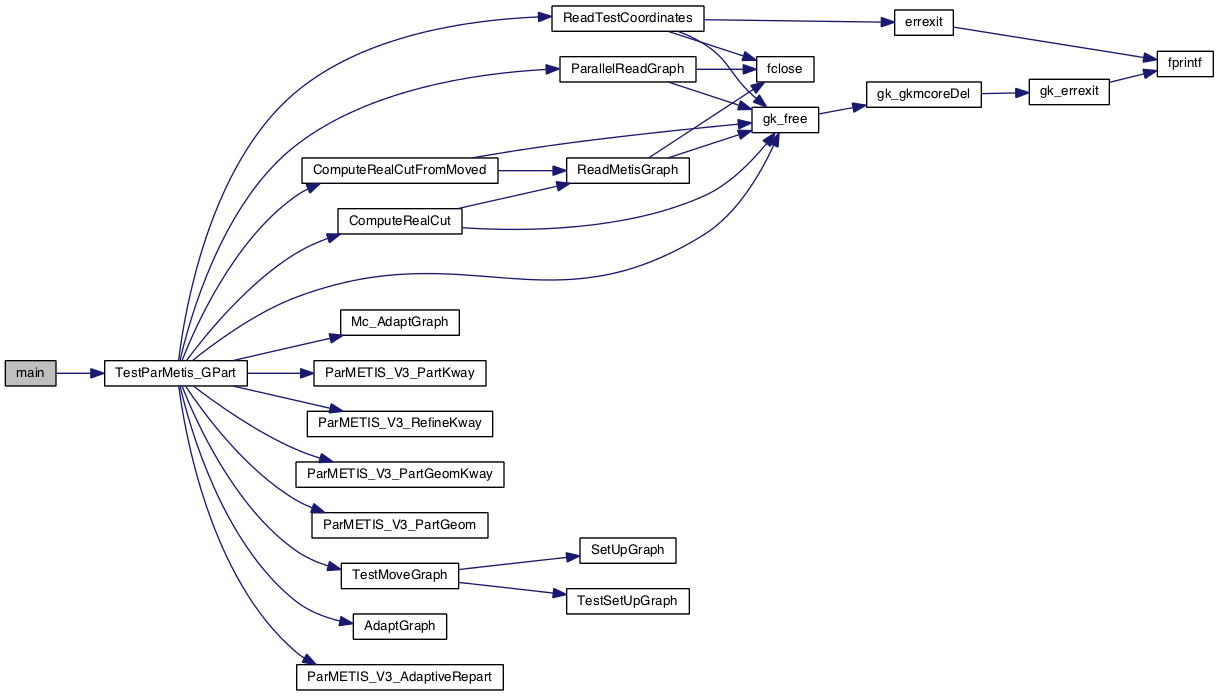 ReadTestCoordinates
errexit
fprintf
ParallelReadGraph
fclose
gk_gkmcoreDel
gk_errexit
gk_free
ComputeRealCutFromMoved
ReadMetisGraph
ComputeRealCut
Mc_AdaptGraph
main
TestParMetis_GPart
ParMETIS_V3_PartKway
ParMETIS_V3_RefineKway
ParMETIS_V3_PartGeomKway
ParMETIS_V3_PartGeom
SetUpGraph
TestMoveGraph
TestSetUpGraph
AdaptGraph
ParMETIS_V3_AdaptiveRepart